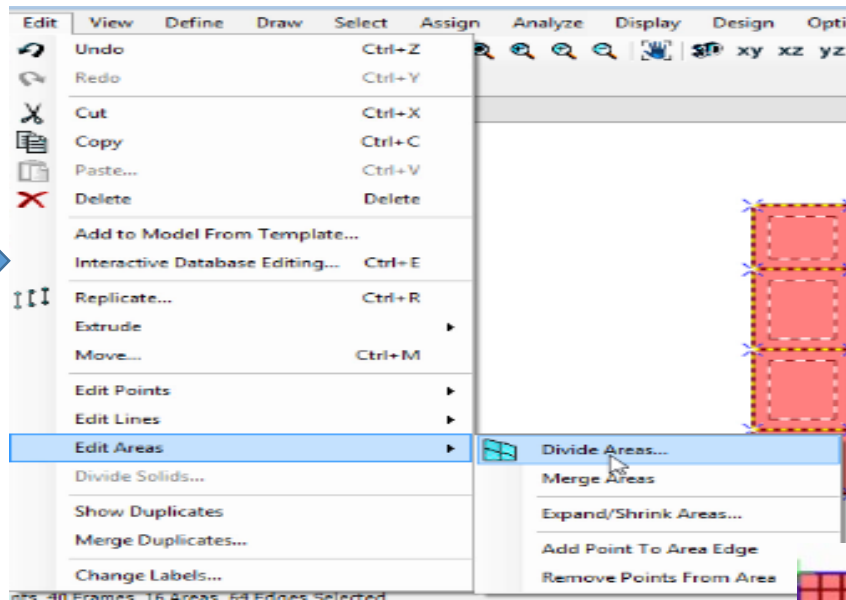 Edit View Define Draw Select Assign Analyze Display Design Opti
Undo Ctrl+Z
xy xz yz
Redo Ctrl+Y
Cut Ctrl+X
Copy Ctrl+C
Paste... Ctrl+V
Delete Delete
Add to Model From Template...
Interactive Database Editing... Ctrl+E
Replicate... Ctrl+R
Extrude
Move... Ctrl+M
Edit Points
Edit Lines
Edit Areas
Divide Solids...
Show Duplicates
Merge Duplicates...
Change Labels...
Divide Areas...
Merge Areas
Expand/Shrink Areas...
Add Point To Area Edge
Remove Points From Area
40 Frames, 16 Areas, 64 Edges Selected